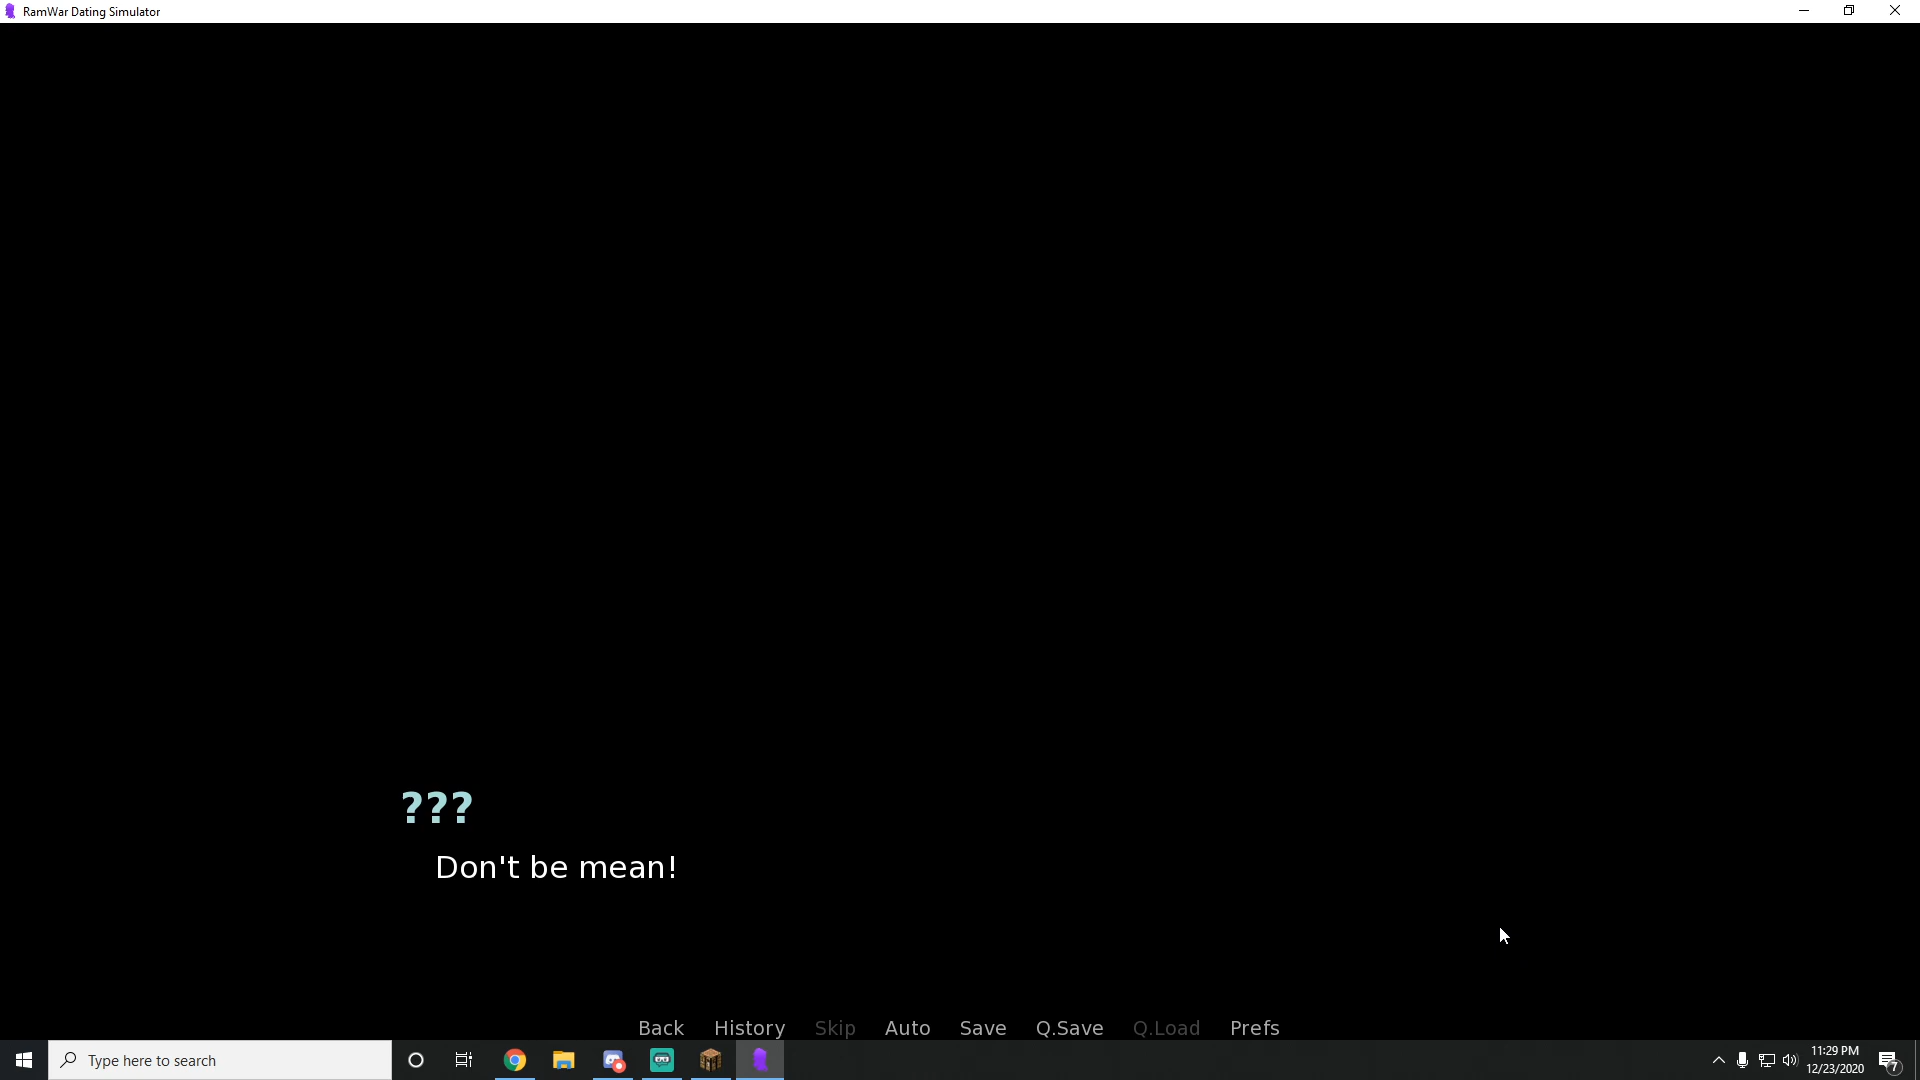 RamWar Dating Simulator
???
Don't be mean!
Back History Skip Auto Save Q.Save Q.Load Prefs
Type here to search
11:29 PM
12/23/2020
7